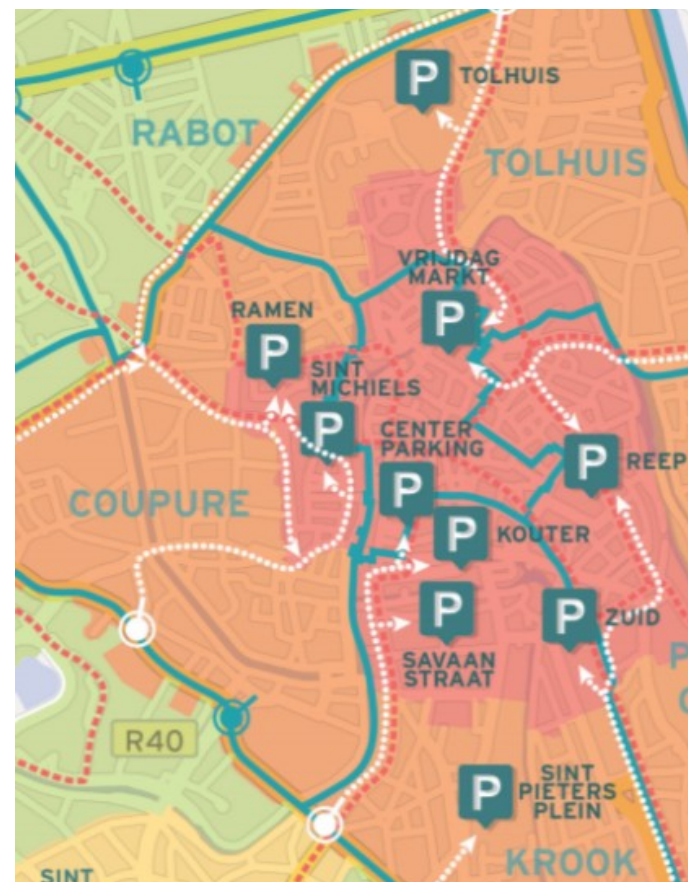 P TOLHUIS
RABOT
TOLHUIS
VRIJDAG
MARKT
P
RAMEN
P
SINT
MICHIELS
P
CENTER
PARKING
P
P REEP
COUPURE
P KOUTER
P
SAVAAN
STRAAT
P ZUID
R40
P SINT
PIETERS
PLEIN
KROOK
SINT